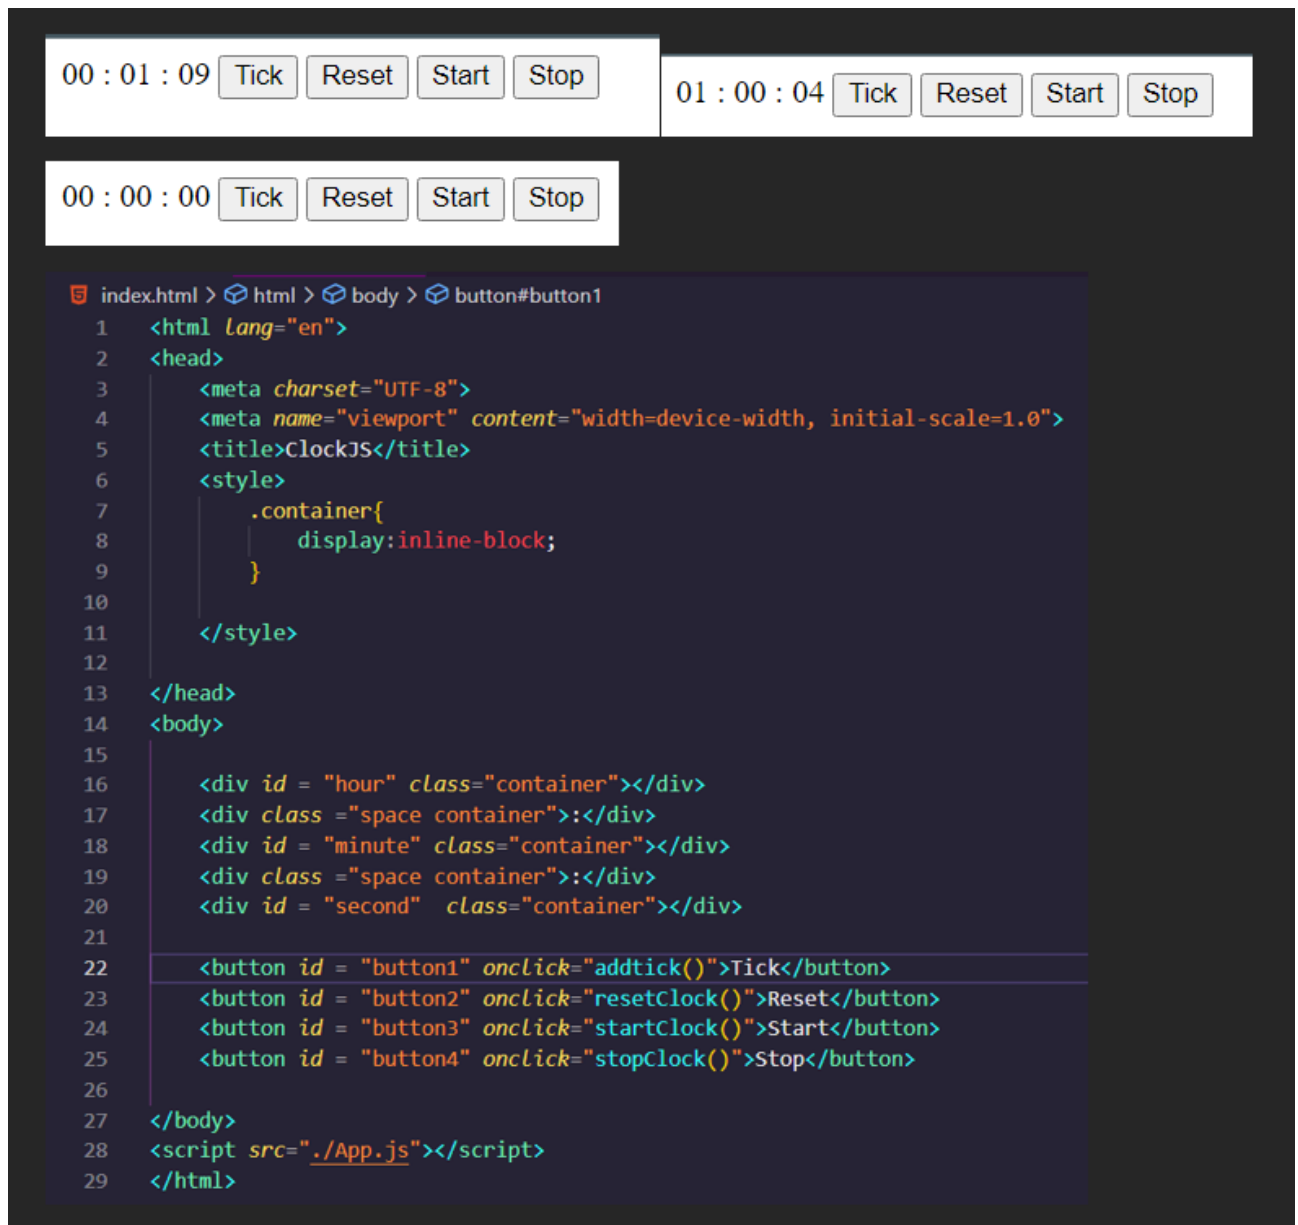 00 : 01 : 09 Tick Reset Start Stop
01 : 00 : 04 Tick Reset Start Stop
00 : 00 : 00 Tick Reset Start Stop
index.html > html > body > button#button1
1 <html lang="en">
2 <head>
3 <meta charset="UTF-8">
4 <meta name="viewport" content="width=device-width, initial-scale=1.0">
5 <title>ClockJS</title>
6 <style>
7 .container{
8 display:inline-block;
9 }
10
11 </style>
12
13 </head>
14 <body>
15
16 <div id = "hour" class="container"></div>
17 <div class ="space container">:</div>
18 <div id = "minute" class="container"></div>
19 <div class ="space container">:</div>
20 <div id = "second"  class="container"></div>
21
22 <button id = "button1" onclick="addtick()">Tick</button>
23 <button id = "button2" onclick="resetClock()">Reset</button>
24 <button id = "button3" onclick="startClock()">Start</button>
25 <button id = "button4" onclick="stopClock()">Stop</button>
26
27 </body>
28 <script src="./App.js"></script>
29 </html>